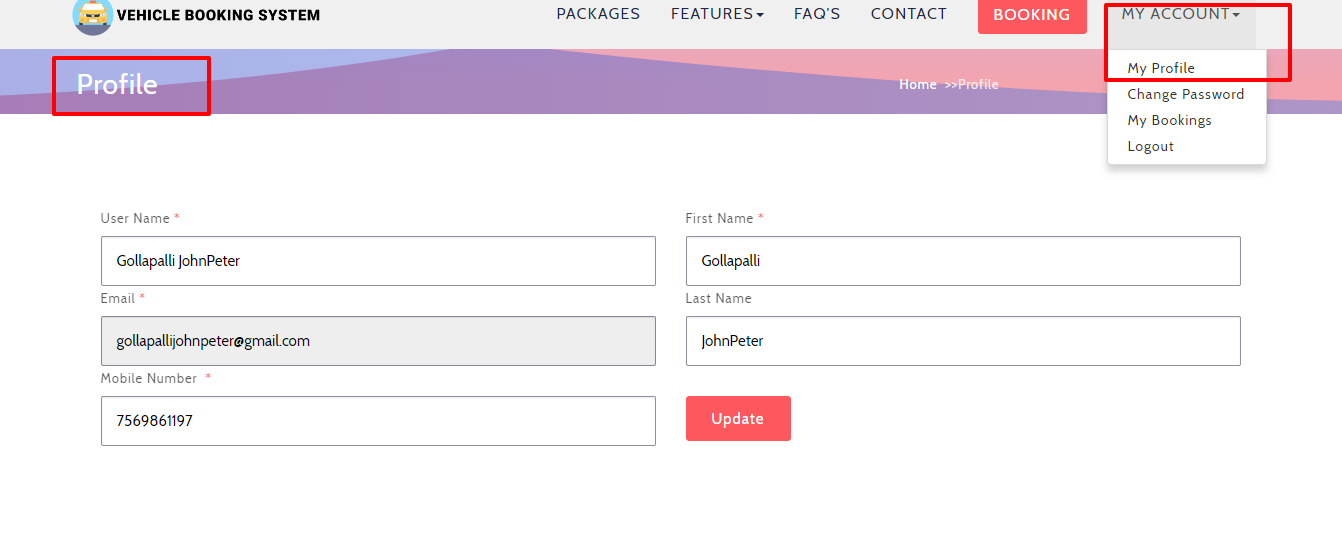 VEHICLE BOOKING SYSTEM
PACKAGES FEATURES FAQ'S CONTACT BOOKING MY ACCOUNT
Profile
Home >>Profile
My Profile
Change Password
My Bookings
Logout
User Name *
Gollapalli JohnPeter
First Name *
Gollapalli
Email *
gollapallijohnpeter@gmail.com
Last Name
JohnPeter
Mobile Number *
7569861197
Update